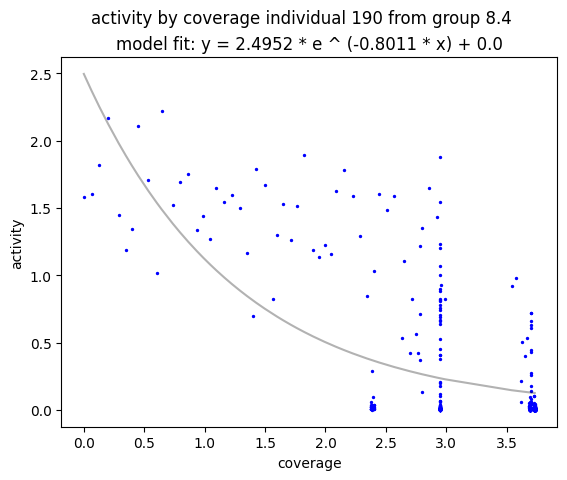 activity by coverage individual 190 from group 8.4
model fit: y = 2.4952 * e ^ (-0.8011 * x) + 0.0
2.5
2.0
1.5
1.0
0.5
0.0
activity
0.0 0.5 1.0 1.5 2.0 2.5 3.0 3.5
coverage